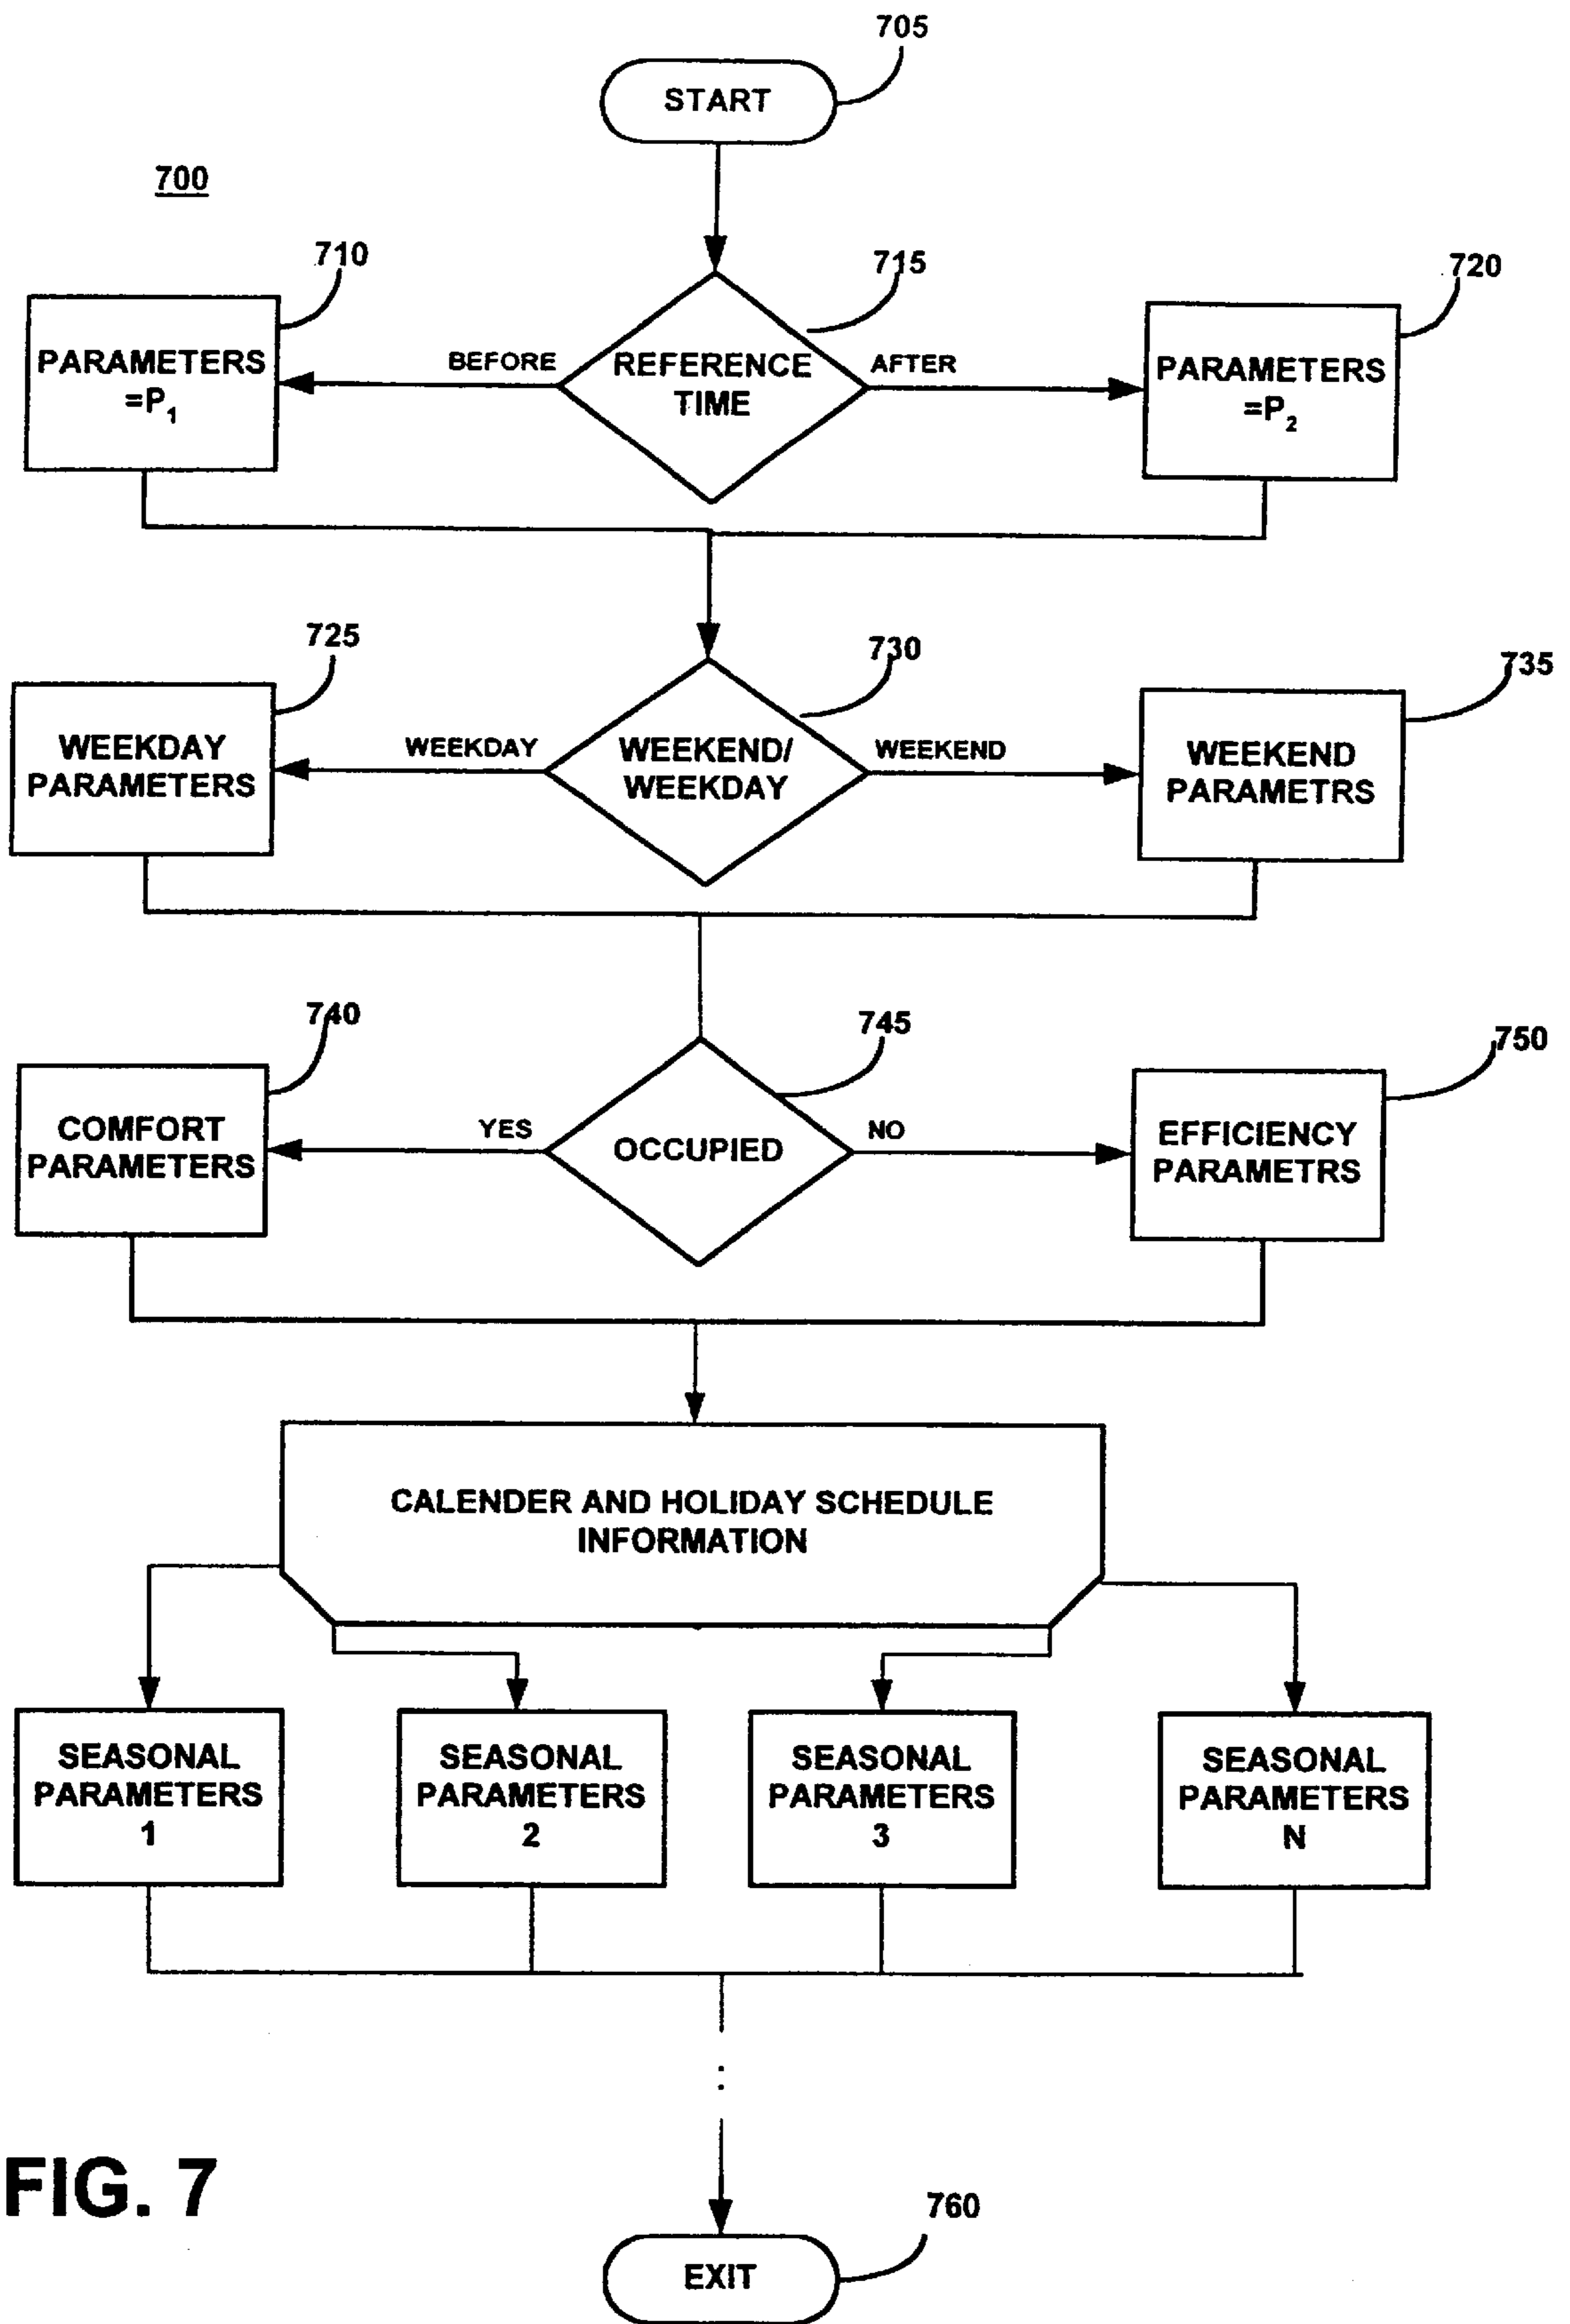 705
START
700
710
715
720
PARAMETERS
=P₁
BEFORE
REFERENCE
TIME
AFTER
PARAMETERS
=P₂
725
730
735
WEEKDAY
PARAMETERS
WEEKDAY
WEEKEND/
WEEKDAY
WEEKEND
WEEKEND
PARAMETRS
740
745
750
COMFORT
PARAMETERS
YES
OCCUPIED
NO
EFFICIENCY
PARAMETRS
CALENDER AND HOLIDAY SCHEDULE
INFORMATION
SEASONAL
PARAMETERS
1
SEASONAL
PARAMETERS
2
SEASONAL
PARAMETERS
3
SEASONAL
PARAMETERS
N
FIG. 7
760
EXIT